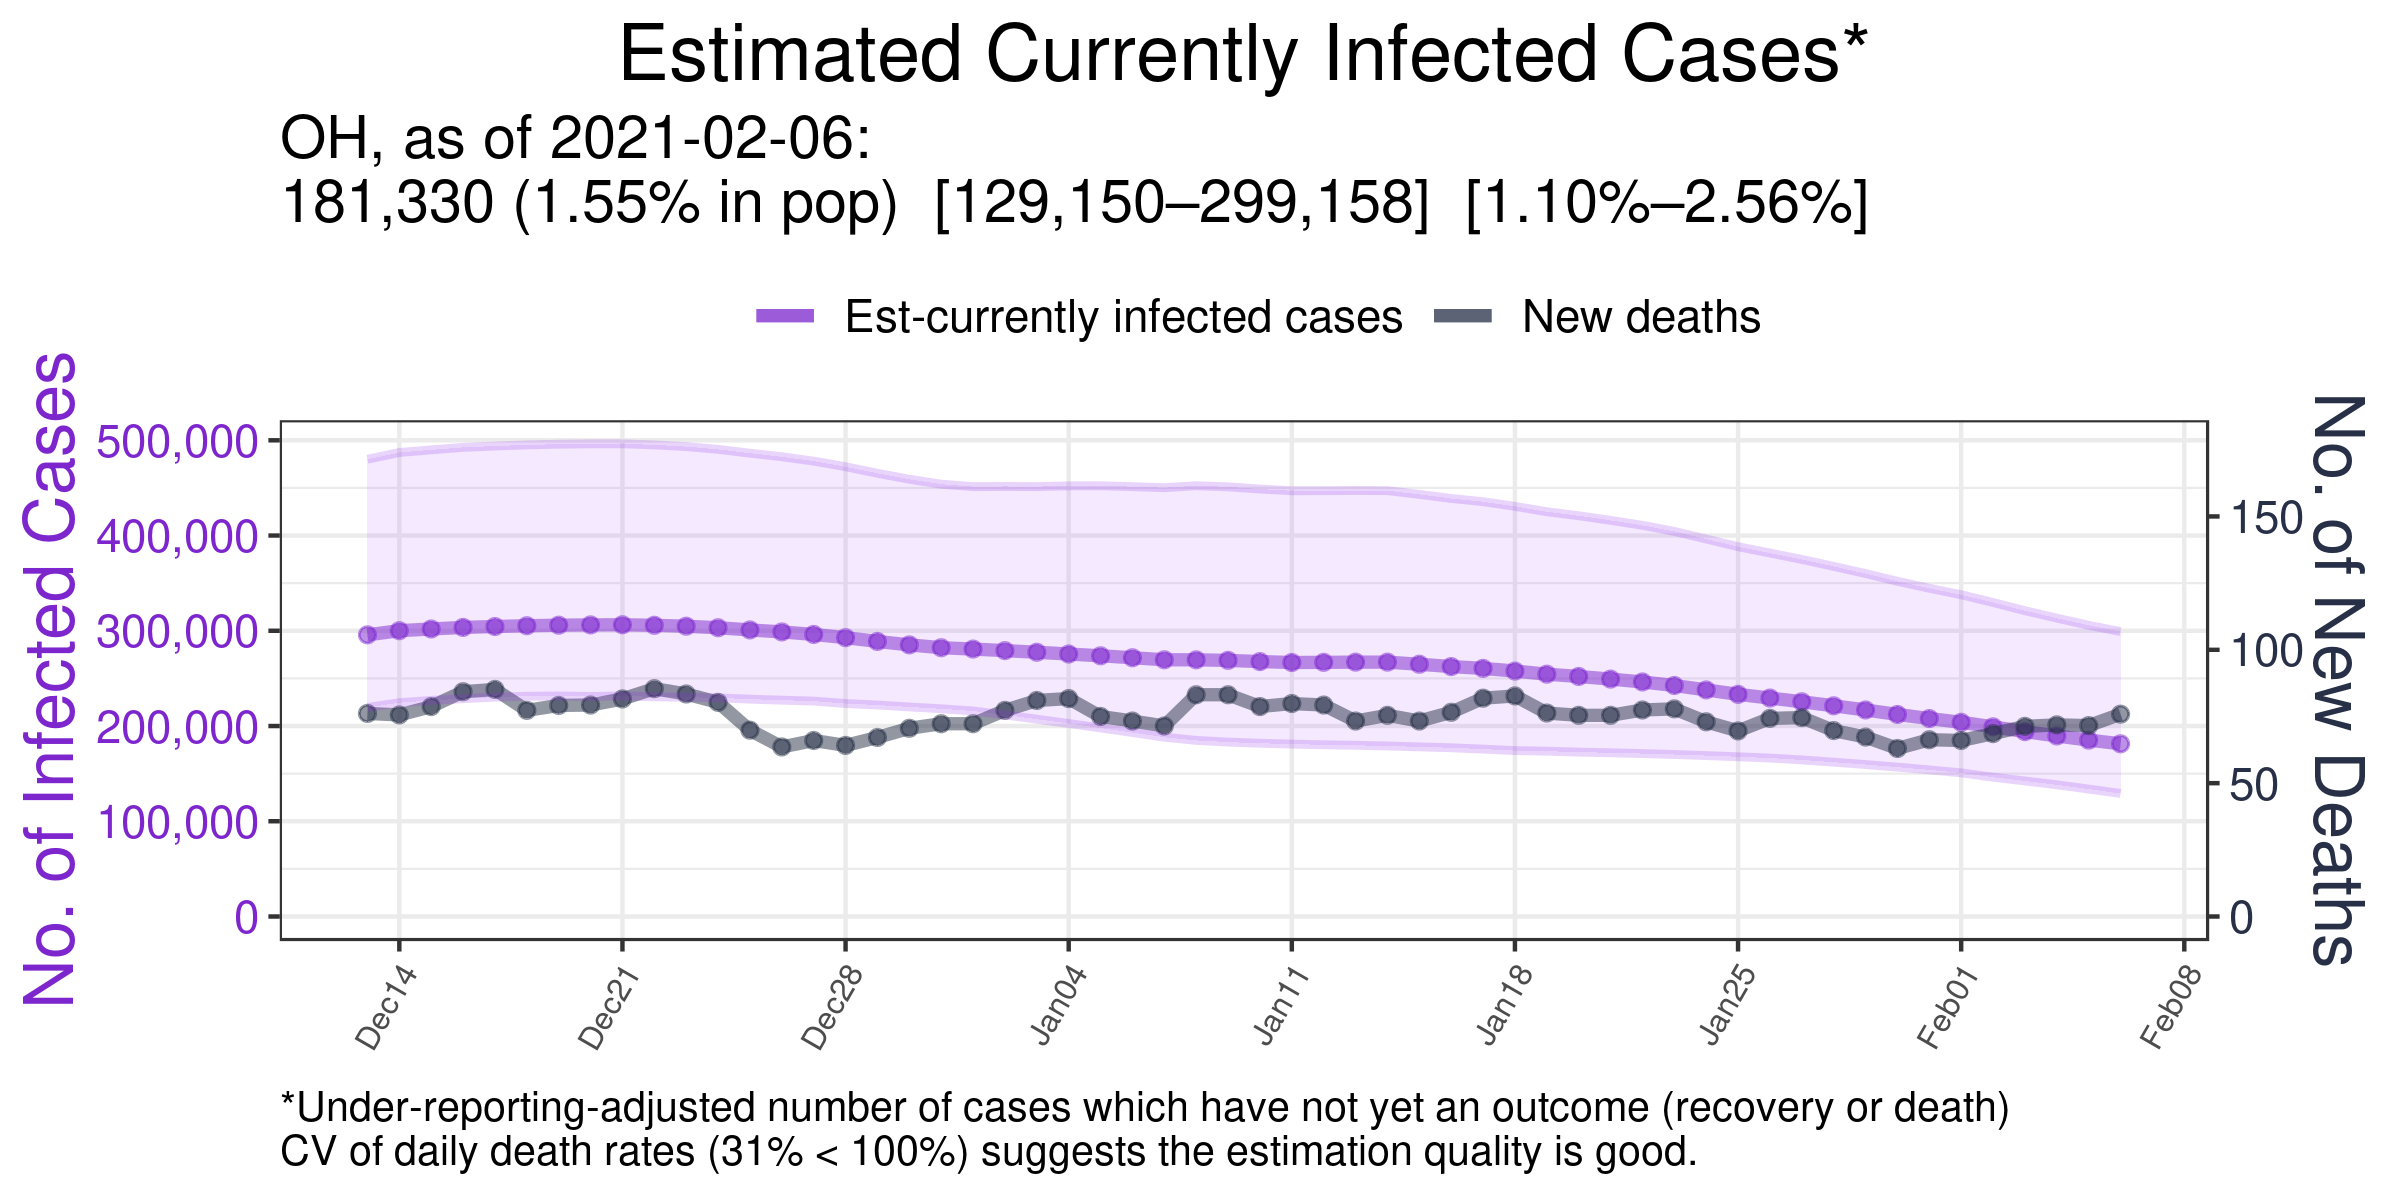 Estimated Currently Infected Cases*
OH, as of 2021-02-06:
181,330 (1.55% in pop) [129,150–299,158] [1.10%–2.56%]
Est-currently infected cases
New deaths
No. of Infected Cases
500,000
400,000
300,000
200,000
100,000
0
150
100
50
0
No. of New Deaths
Dec14
Dec21
Dec28
Jan04
Jan11
Jan18
Jan25
Feb01
Feb08
*Under-reporting-adjusted number of cases which have not yet an outcome (recovery or death)
CV of daily death rates (31% < 100%) suggests the estimation quality is good.